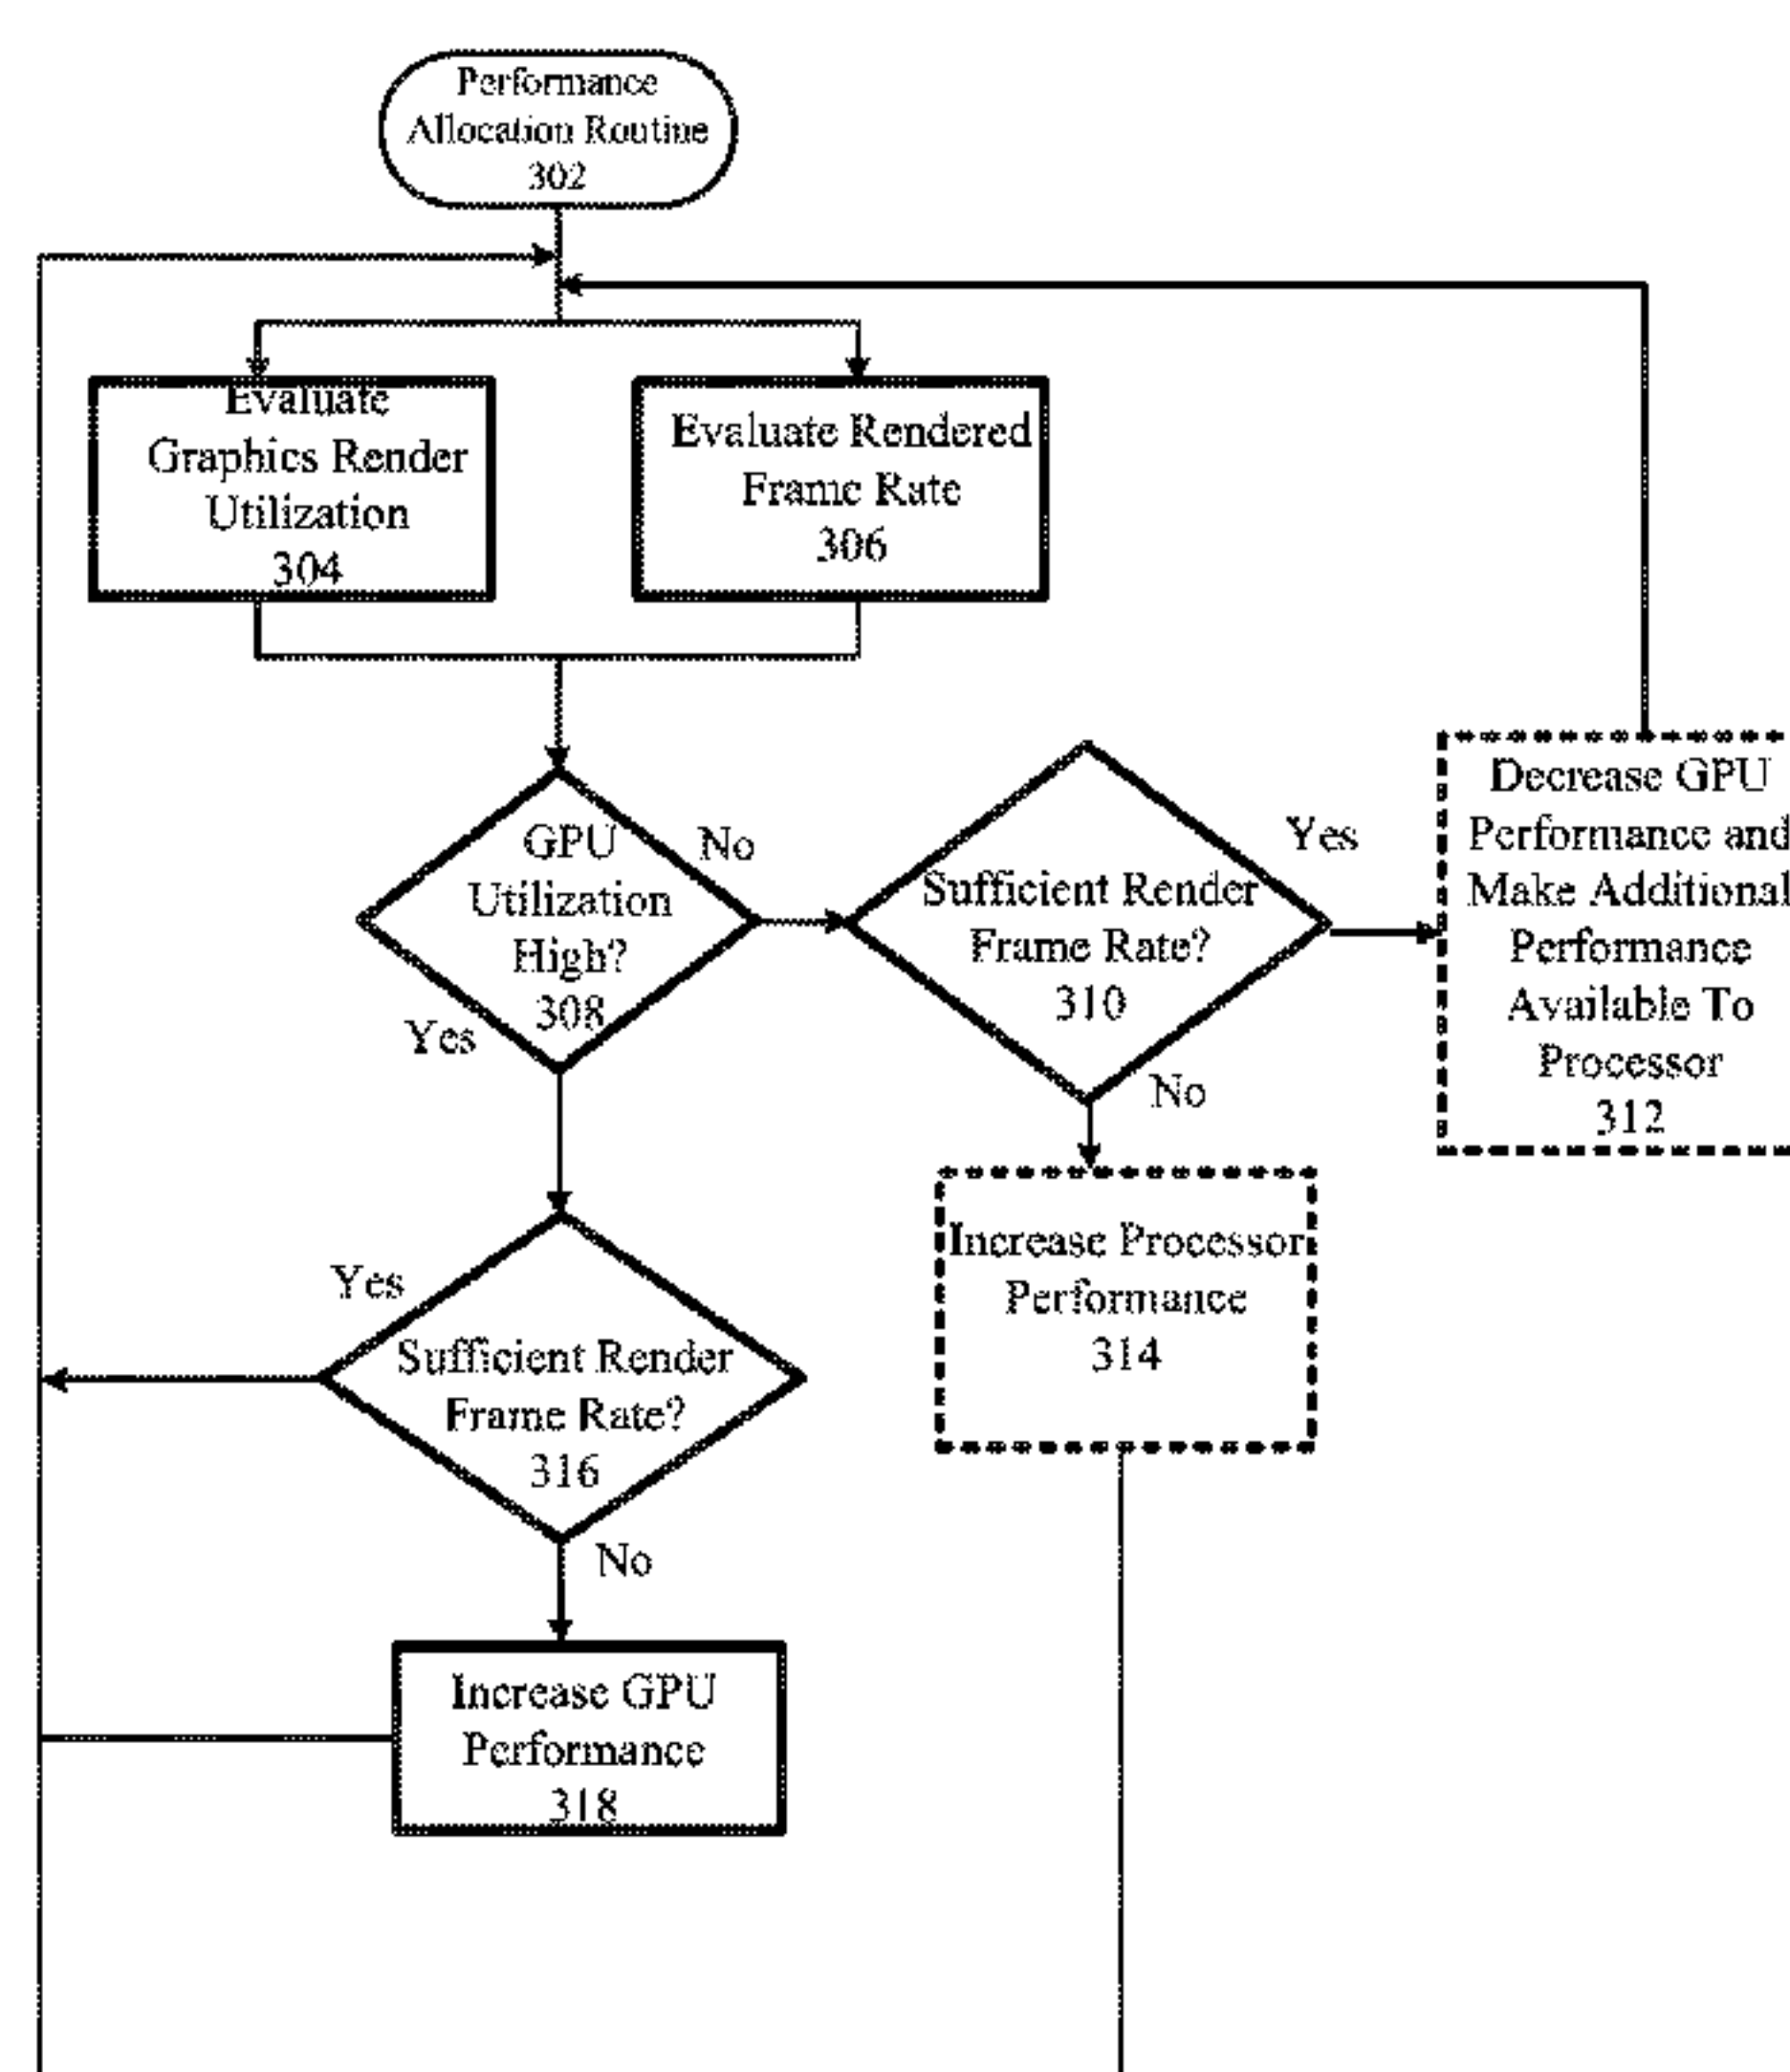 Performance
Allocation Routine
302
Evaluate
Graphics Render
Utilization
304
Evaluate Rendered
Frame Rate
306
GPU
Utilization
High?
308
No
Yes
Sufficient Render
Frame Rate?
310
Yes
No
Decrease GPU
Performance and
Make Additional
Performance
Available To
Processor
312
Increase Processor
Performance
314
Yes
Sufficient Render
Frame Rate?
316
No
Increase GPU
Performance
318